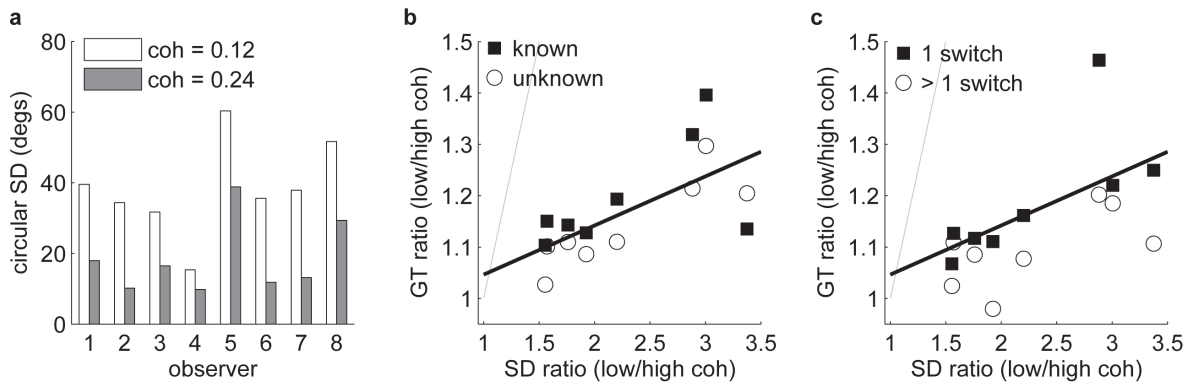 a
80
60
40
20
0
circular SD (degs)
coh = 0.12
coh = 0.24
1 2 3 4 5 6 7 8
observer
b
1.5
1.4
1.3
1.2
1.1
1
GT ratio (low/high coh)
known
unknown
1 1.5 2 2.5 3 3.5
SD ratio (low/high coh)
c
1.5
1.4
1.3
1.2
1.1
1
GT ratio (low/high coh)
1 switch
> 1 switch
1 1.5 2 2.5 3 3.5
SD ratio (low/high coh)